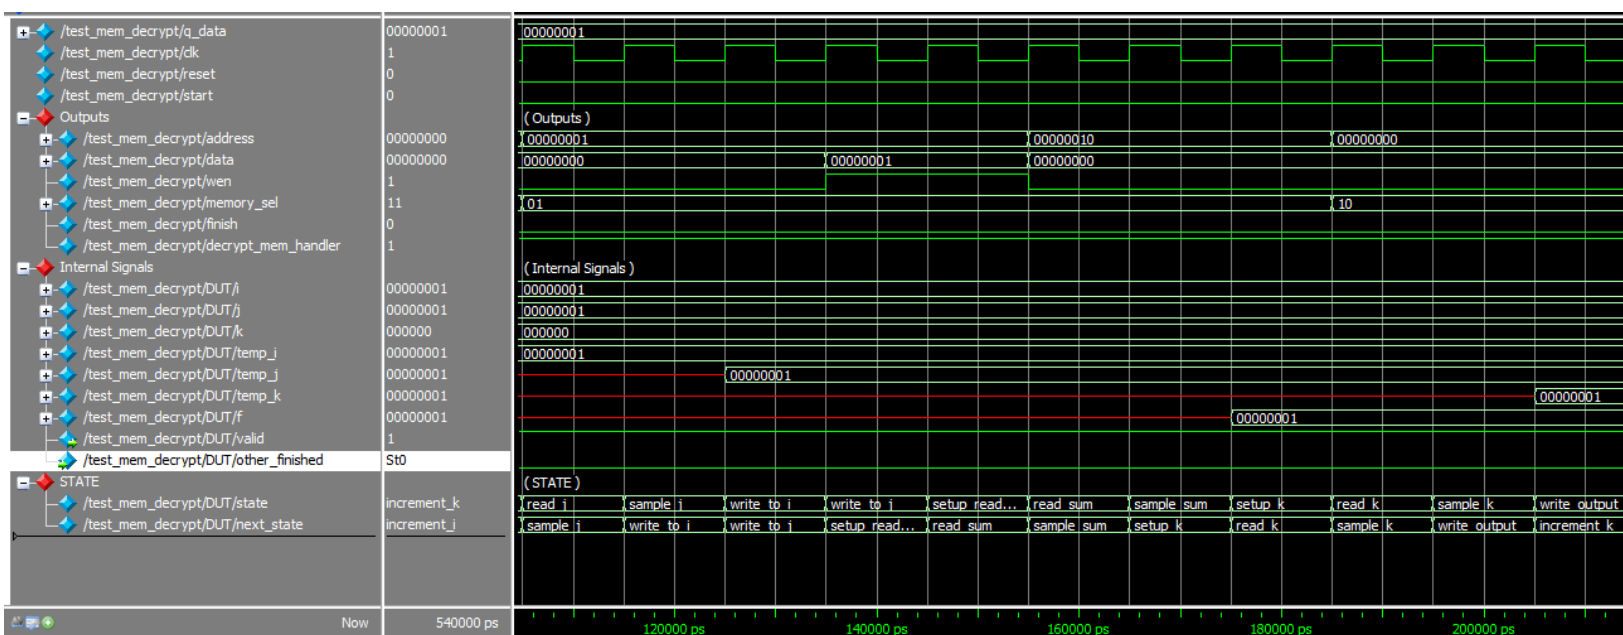 /test_mem_decrypt/q_data 00000001 00000001
/test_mem_decrypt/clk 1
/test_mem_decrypt/reset 0
/test_mem_decrypt/start 0
Outputs (Outputs)
/test_mem_decrypt/address 00000000 00000001 00000010 00000000
/test_mem_decrypt/data 00000000 00000000 00000001 00000000
/test_mem_decrypt/wen 1
/test_mem_decrypt/memory_sel 11 01 10
/test_mem_decrypt/finish 0
/test_mem_decrypt/decrypt_mem_handler 1
Internal Signals (Internal Signals)
/test_mem_decrypt/DUT/i 00000001 00000001
/test_mem_decrypt/DUT/j 00000001 00000001
/test_mem_decrypt/DUT/k 000000 000000
/test_mem_decrypt/DUT/temp_i 00000001 00000001
/test_mem_decrypt/DUT/temp_j 00000001 00000001
/test_mem_decrypt/DUT/temp_k 00000001 00000001
/test_mem_decrypt/DUT/f 00000001 00000001
/test_mem_decrypt/DUT/valid 1
/test_mem_decrypt/DUT/other_finished St0
STATE (STATE)
/test_mem_decrypt/DUT/state increment_k read_j sample_j write_to_i write_to_j setup_read... read_sum sample_sum setup_k read_k sample_k write_output
/test_mem_decrypt/DUT/next_state increment_i sample_j write_to_i write_to_j setup_read... read_sum sample_sum setup_k read_k sample_k write_output increment_k
Now 540000 ps 120000 ps 140000 ps 160000 ps 180000 ps 200000 ps